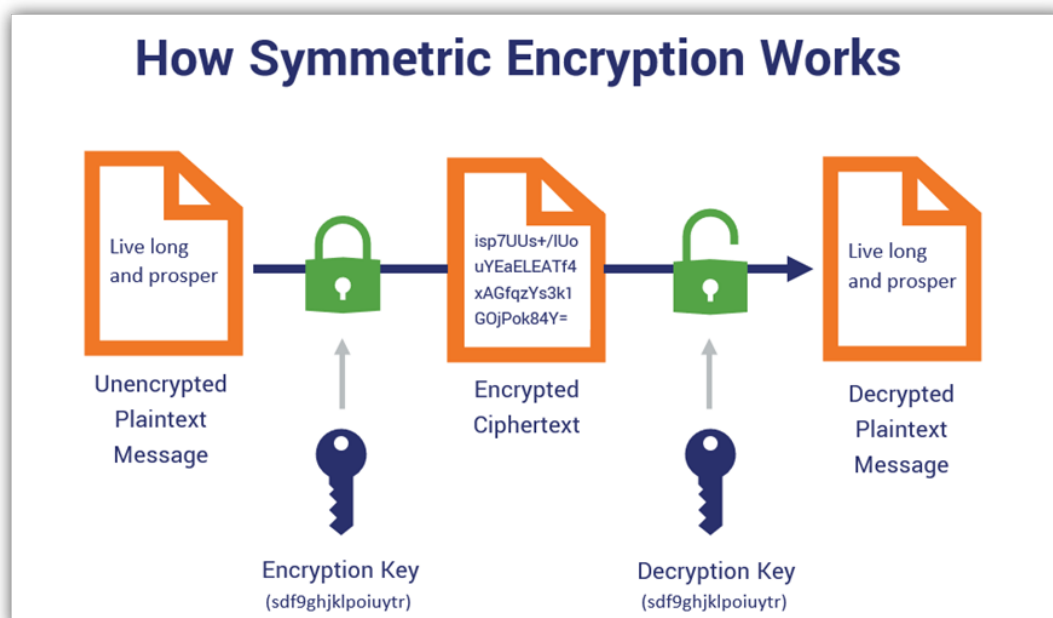 How Symmetric Encryption Works
Live long
and prosper
Unencrypted
Plaintext
Message
isp7UUs+/IUo
uYEaELEATf4
xAGfqzYs3k1
GOjPok84Y=
Encrypted
Ciphertext
Live long
and prosper
Decrypted
Plaintext
Message
Encryption Key
(sdf9ghjklpoiuytr)
Decryption Key
(sdf9ghjklpoiuytr)